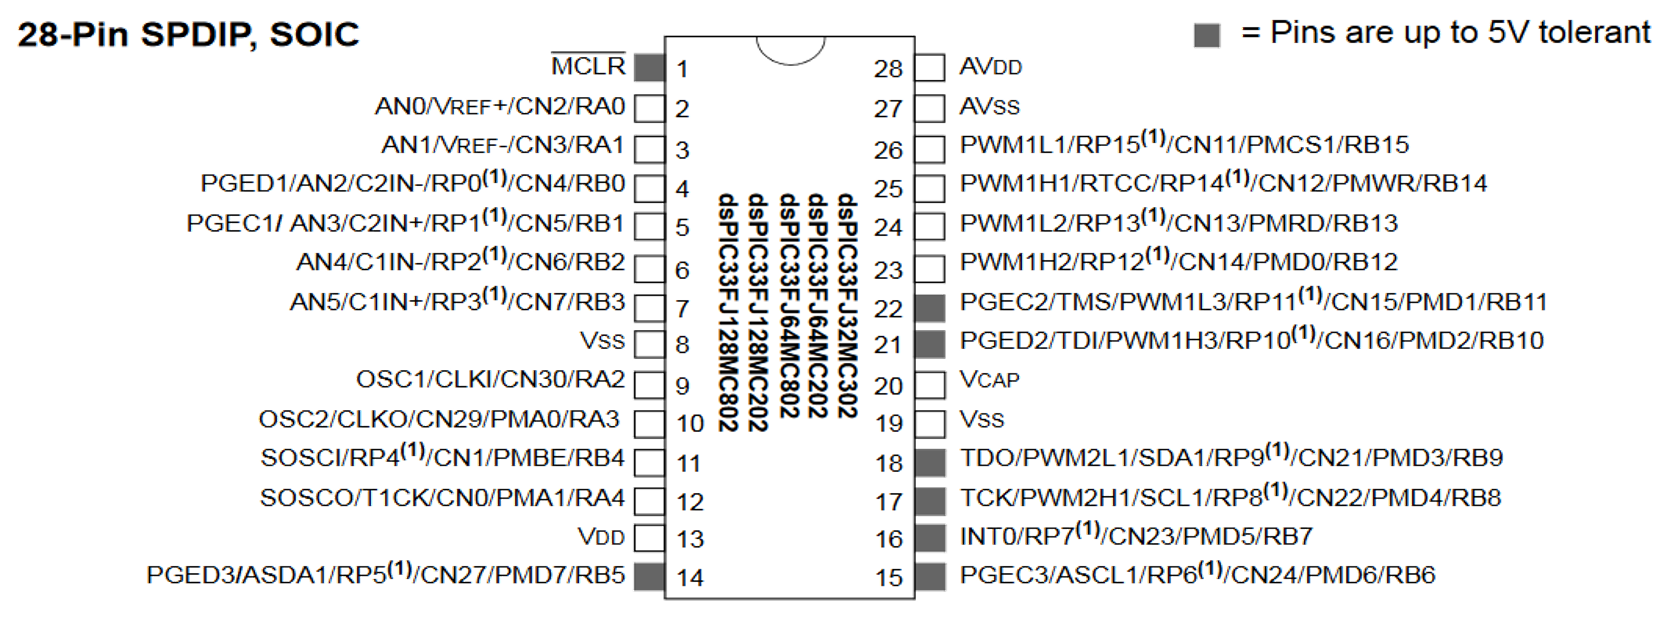 28-Pin SPDIP, SOIC
= Pins are up to 5V tolerant
MCLR 1
28 AVDD
AN0/VREF+/CN2/RA0 2
27 AVSS
AN1/VREF-/CN3/RA1 3
26 PWM1L1/RP15(1)/CN11/PMCS1/RB15
PGED1/AN2/C2IN-/RP0(1)/CN4/RB0 4
25 PWM1H1/RTCC/RP14(1)/CN12/PMWR/RB14
PGEC1/ AN3/C2IN+/RP1(1)/CN5/RB1 5
24 PWM1L2/RP13(1)/CN13/PMRD/RB13
AN4/C1IN-/RP2(1)/CN6/RB2 6
23 PWM1H2/RP12(1)/CN14/PMD0/RB12
AN5/C1IN+/RP3(1)/CN7/RB3 7
22 PGEC2/TMS/PWM1L3/RP11(1)/CN15/PMD1/RB11
VSS 8
21 PGED2/TDI/PWM1H3/RP10(1)/CN16/PMD2/RB10
OSC1/CLKI/CN30/RA2 9
20 VCAP
OSC2/CLKO/CN29/PMA0/RA3 10
19 VSS
SOSCI/RP4(1)/CN1/PMBE/RB4 11
18 TDO/PWM2L1/SDA1/RP9(1)/CN21/PMD3/RB9
SOSCO/T1CK/CN0/PMA1/RA4 12
17 TCK/PWM2H1/SCL1/RP8(1)/CN22/PMD4/RB8
VDD 13
16 INT0/RP7(1)/CN23/PMD5/RB7
PGED3/ASDA1/RP5(1)/CN27/PMD7/RB5 14
15 PGEC3/ASCL1/RP6(1)/CN24/PMD6/RB6
dsPIC33FJ32MC302
dsPIC33FJ64MC202
dsPIC33FJ64MC802
dsPIC33FJ128MC202
dsPIC33FJ128MC802